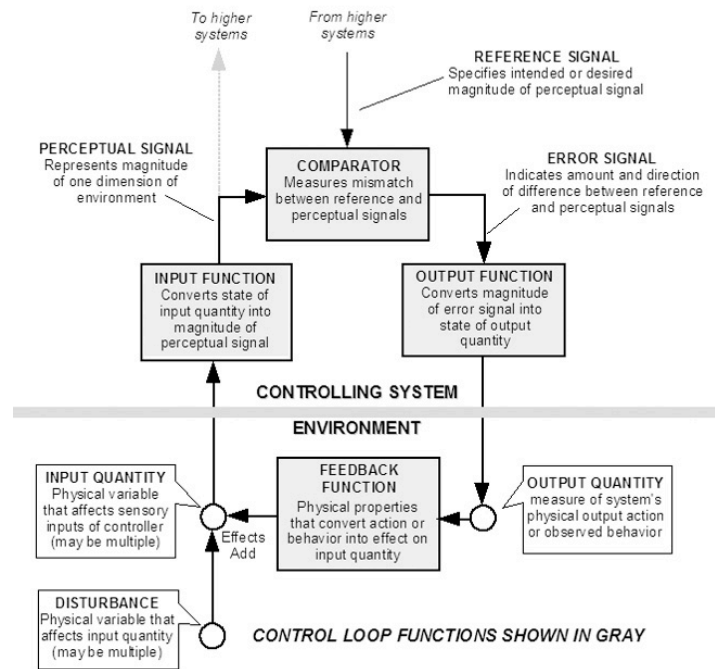 To higher
systems
From higher
systems
REFERENCE SIGNAL
Specifies intended or desired
magnitude of perceptual signal
PERCEPTUAL SIGNAL
Represents magnitude
of one dimension of
environment
COMPARATOR
Measures mismatch
between reference and
perceptual signals
ERROR SIGNAL
Indicates amount and direction
of difference between reference
and perceptual signals
INPUT FUNCTION
Converts state of
input quantity into
magnitude of
perceptual signal
OUTPUT FUNCTION
Converts magnitude
of error signal into
state of output
quantity
CONTROLLING SYSTEM
ENVIRONMENT
INPUT QUANTITY
Physical variable
that affects sensory
inputs of controller
(may be multiple)
Effects
Add
FEEDBACK
FUNCTION
Physical properties
that convert action or
behavior into effect on
input quantity
OUTPUT QUANTITY
measure of system's
physical output action
or observed behavior
DISTURBANCE
Physical variable that
affects input quantity
(may be multiple)
CONTROL LOOP FUNCTIONS SHOWN IN GRAY